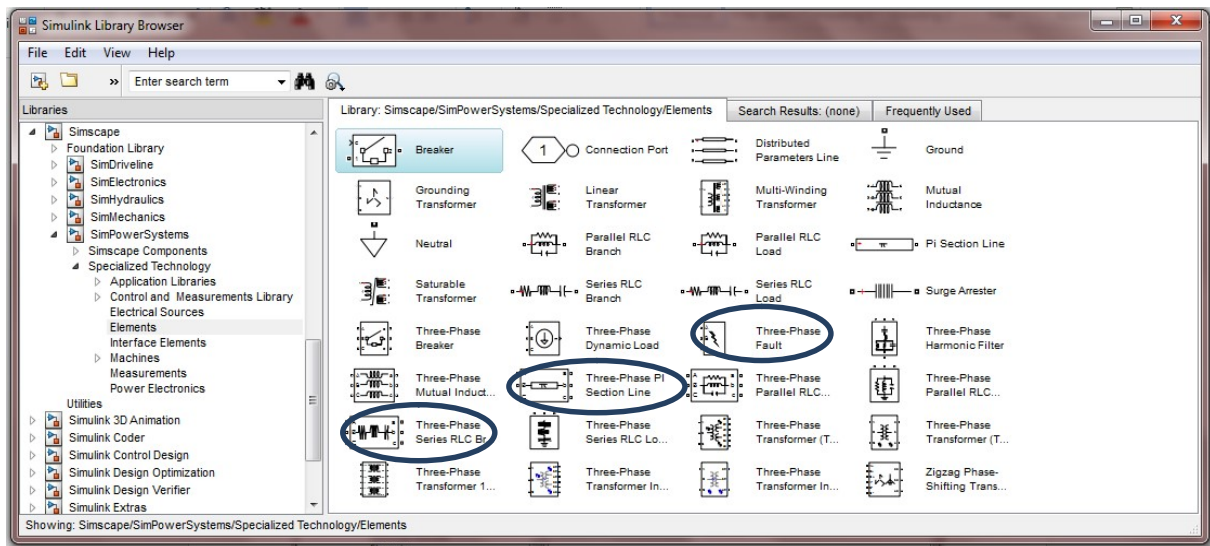 Simulink Library Browser
File Edit View Help
» Enter search term
Libraries
Simscape
Foundation Library
SimDriveline
SimElectronics
SimHydraulics
SimMechanics
SimPowerSystems
Simscape Components
Specialized Technology
Application Libraries
Control and Measurements Library
Electrical Sources
Elements
Interface Elements
Machines
Measurements
Power Electronics
Utilities
Simulink 3D Animation
Simulink Coder
Simulink Control Design
Simulink Design Optimization
Simulink Design Verifier
Simulink Extras
Library: Simscape/SimPowerSystems/Specialized Technology/Elements
Search Results: (none)
Frequently Used
Breaker
1
Connection Port
Distributed
Parameters Line
Ground
Grounding
Transformer
Linear
Transformer
Multi-Winding
Transformer
Mutual
Inductance
Neutral
Parallel RLC
Branch
Parallel RLC
Load
Pi Section Line
Saturable
Transformer
Series RLC
Branch
Series RLC
Load
Surge Arrester
Three-Phase
Breaker
Three-Phase
Dynamic Load
Three-Phase
Fault
Three-Phase
Harmonic Filter
Three-Phase
Mutual Induct...
Three-Phase PI
Section Line
Three-Phase
Parallel RLC...
Three-Phase
Parallel RLC...
Three-Phase
Series RLC Br
Three-Phase
Series RLC Lo...
Three-Phase
Transformer (T...
Three-Phase
Transformer (T...
Three-Phase
Transformer 1...
Three-Phase
Transformer In...
Three-Phase
Transformer In...
Zigzag Phase-
Shifting Trans...
Showing: Simscape/SimPowerSystems/Specialized Technology/Elements